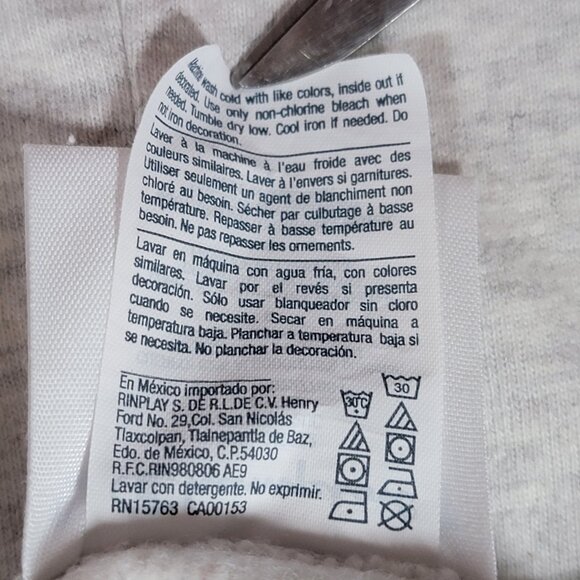 Machine wash cold with like colors, inside out if
decorated. Use only non-chlorine bleach when
needed. Tumble dry low. Cool iron if needed. Do
not iron decoration.
Laver à la machine à l'eau froide avec des
couleurs similaires. Laver à l'envers si garnitures.
Utiliser seulement un agent de blanchiment non
chloré au besoin. Sécher par culbutage à basse
température. Repasser à basse température au
besoin. Ne pas repasser les ornements.
Lavar en máquina con agua fría, con colores
similares. Lavar por el revés si presenta
decoración. Sólo usar blanqueador sin cloro
cuando se necesite. Secar en máquina a
temperatura baja. Planchar a temperatura baja si
se necesita. No planchar la decoración.
En México importado por:
RINPLAY S. DE R.L.DE C.V. Henry
Ford No. 29,Col. San Nicolás
Tlaxcolpan, Tlalnepantla de Baz,
Edo. de México, C.P.54030
R.F.C.RIN980806 AE9
Lavar con detergente. No exprimir.
RN15763 CA00153
30°C
30